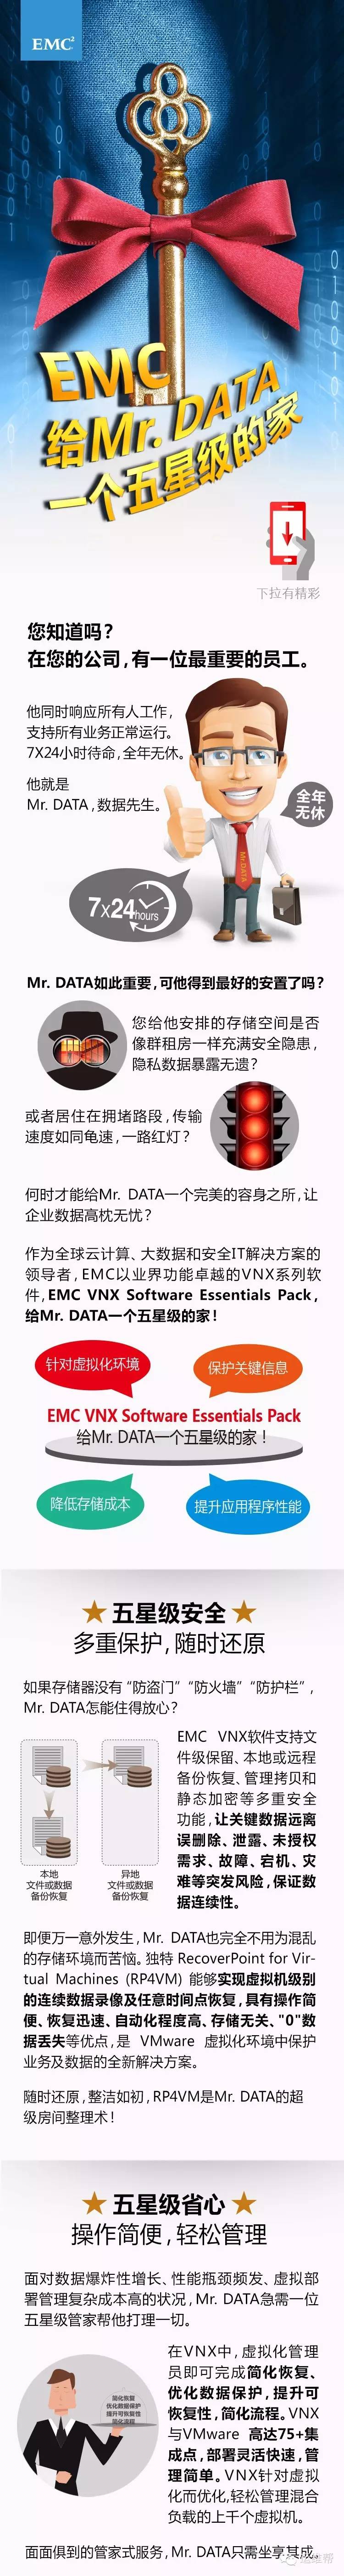 EMC²
EMC
给Mr. DATA
一个五星级的家
下拉有精彩
您知道吗？
在您的公司，有一位最重要的员工。
他同时响应所有人工作，
支持所有业务正常运行。
7X24小时待命，全年无休。
他就是
Mr. DATA，数据先生。
全年
无休
Mr.DATA
7x24hours
Mr. DATA如此重要，可他得到最好的安置了吗？
您给他安排的存储空间是否
像群租房一样充满安全隐患，
隐私数据暴露无遗？
或者居住在拥堵路段，传输
速度如同龟速，一路红灯？
何时才能给Mr. DATA一个完美的容身之所，让
企业数据高枕无忧？
作为全球云计算、大数据和安全IT解决方案的
领导者，EMC以业界功能卓越的VNX系列软
件，EMC VNX Software Essentials Pack，
给Mr. DATA一个五星级的家！
针对虚拟化环境
保护关键信息
EMC VNX Software Essentials Pack
给Mr. DATA一个五星级的家！
降低存储成本
提升应用程序性能
五星级安全
多重保护，随时还原
如果存储器没有“防盗门”“防火墙”“防护栏”，
Mr. DATA怎能住得放心？
EMC VNX软件支持文
件级保留、本地或远程
备份恢复、管理拷贝和
静态加密等多重安全
功能，让关键数据远离
误删除、泄露、未授权
需求、故障、宕机、灾
难等突发风险，保证数
据连续性。
本地
文件或数据
备份恢复
异地
文件或数据
备份恢复
即便万一意外发生，Mr. DATA也完全不用为混乱
的存储环境而苦恼。独特 RecoverPoint for Vir-
tual Machines (RP4VM) 能够实现虚拟机级别
的连续数据录像及任意时间点恢复，具有操作简
便、恢复迅速、自动化程度高、存储无关、"0"数
据丢失等优点，是 VMware 虚拟化环境中保护
业务及数据的全新解决方案。
随时还原，整洁如初，RP4VM是Mr. DATA的超
级房间整理术！
五星级省心
操作简便，轻松管理
面对数据爆炸性增长、性能瓶颈频发、虚拟部
署管理复杂成本高的状况，Mr. DATA急需一位
五星级管家帮他打理一切。
简化恢复
优化数据保护
提升可恢复性
简化流程
在VNX中，虚拟化管理
员即可完成简化恢复、
优化数据保护，提升可
恢复性，简化流程。VNX
与VMware 高达75+集
成点，部署灵活快速，管
理简单。VNX针对虚拟
化而优化，轻松管理混合
负载的上千个虚拟机。
面面俱到的管家式服务，Mr. DATA只需坐享其成。